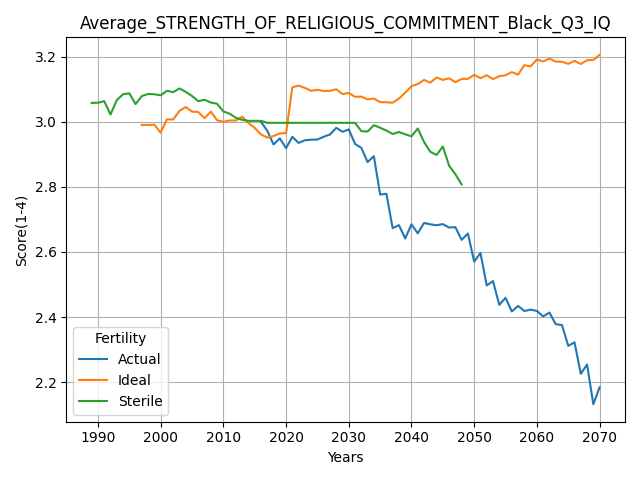 Average_STRENGTH_OF_RELIGIOUS_COMMITMENT_Black_Q3_IQ
3.2
3.0
2.8
2.6
2.4
2.2
Score(1-4)
Fertility
Actual
Ideal
Sterile
1990 2000 2010 2020 2030 2040 2050 2060 2070
Years